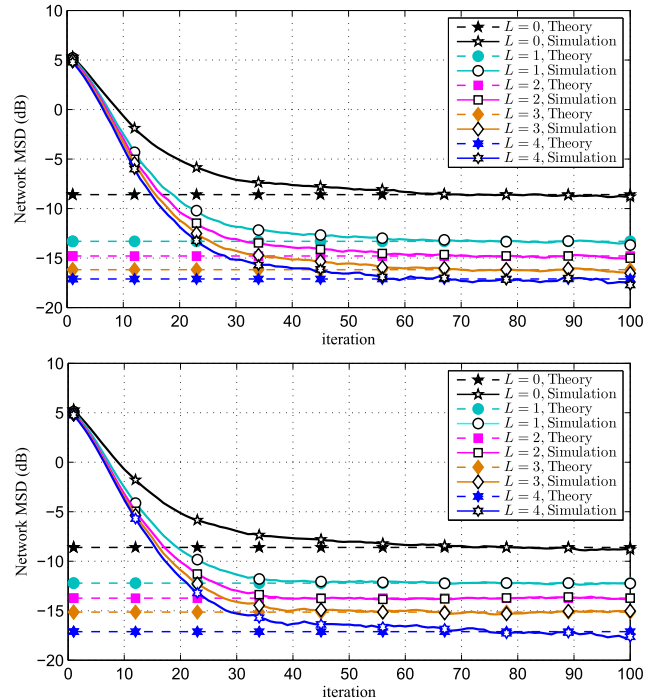 10
5
0
−5
−10
−15
−20
Network MSD (dB)
L = 0, Theory
L = 0, Simulation
L = 1, Theory
L = 1, Simulation
L = 2, Theory
L = 2, Simulation
L = 3, Theory
L = 3, Simulation
L = 4, Theory
L = 4, Simulation
0 10 20 30 40 50 60 70 80 90 100
iteration
10
5
0
−5
−10
−15
−20
Network MSD (dB)
L = 0, Theory
L = 0, Simulation
L = 1, Theory
L = 1, Simulation
L = 2, Theory
L = 2, Simulation
L = 3, Theory
L = 3, Simulation
L = 4, Theory
L = 4, Simulation
0 10 20 30 40 50 60 70 80 90 100
iteration